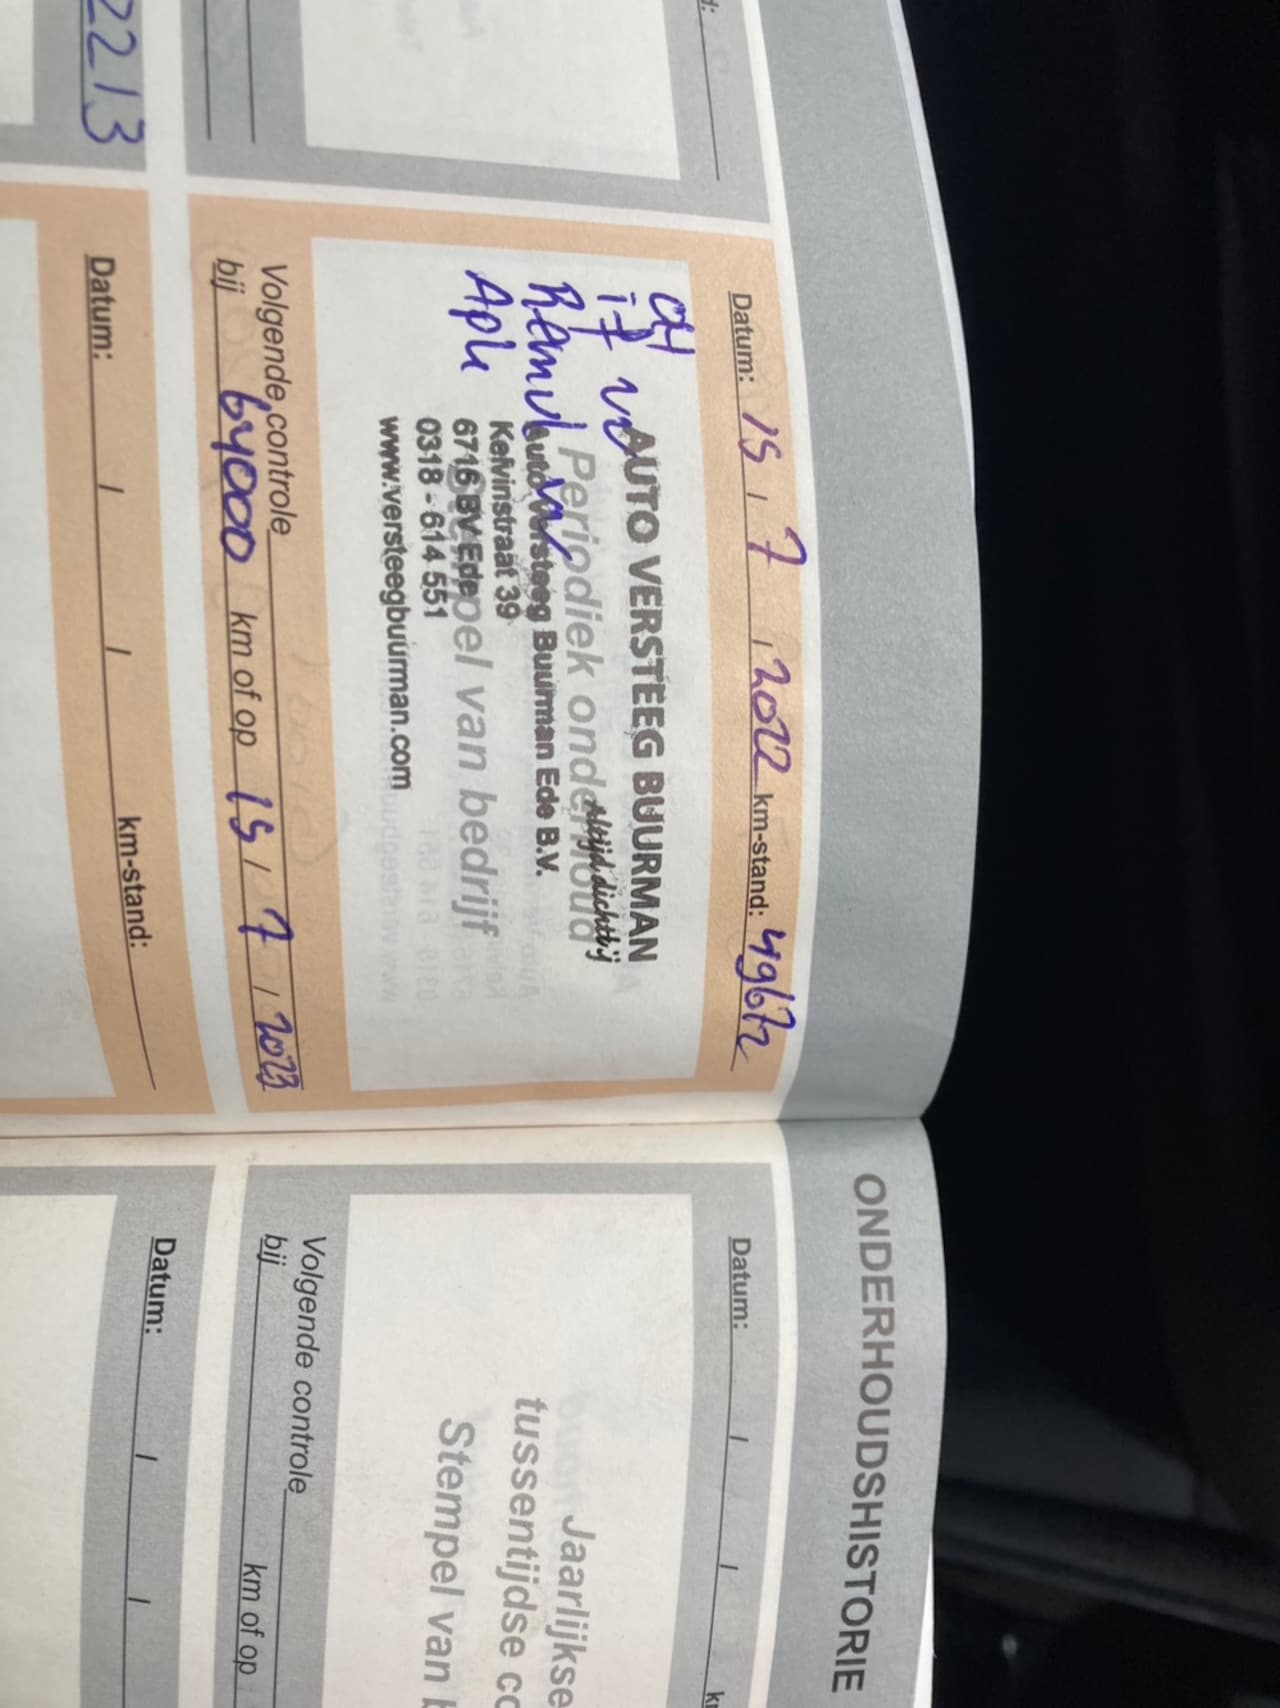 ONDERHOUDSHISTORIE
Datum: 15 / 7 / 2022 km-stand: 49672
AUTO VERSTEEG BUURMAN
Altijd dichtbij
Periodiek onderhoud
Auto Versteeg Buurman Ede B.V.
Kelvinstraat 39
Stempel van bedrijf
6716 BV Ede
0318 - 614 551
www.versteegbuurman.com
Volgende controle
bij 64000 km of op 15 / 7 / 2023
Datum: / / km-stand:
2213
Datum: / /
Jaarlijkse
tussentijdse
Stempel van
Volgende controle
bij km of op
Datum: / /